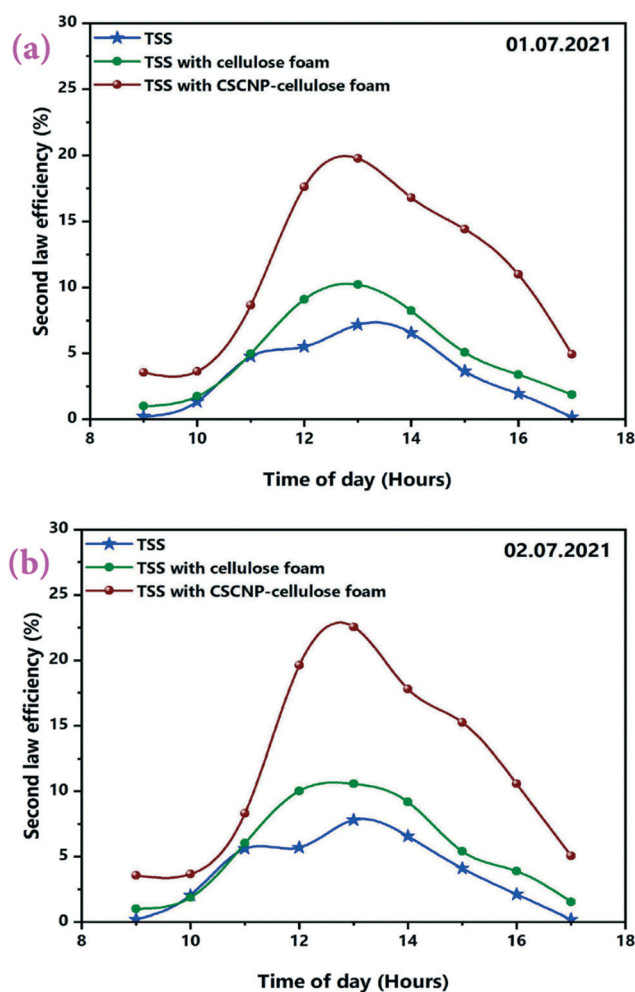 (a)
30
25
20
15
10
5
0
Second law efficiency (%)
TSS
TSS with cellulose foam
TSS with CSCNP-cellulose foam
01.07.2021
8 10 12 14 16 18
Time of day (Hours)
(b)
30
25
20
15
10
5
0
Second law efficiency (%)
TSS
TSS with cellulose foam
TSS with CSCNP-cellulose foam
02.07.2021
8 10 12 14 16 18
Time of day (Hours)